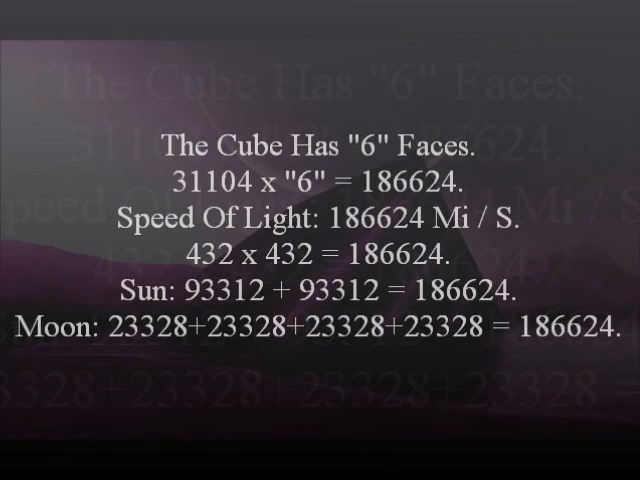 The Cube Has "6" Faces.
31104 x "6" = 186624.
Speed Of Light: 186624 Mi / S.
432 x 432 = 186624.
Sun: 93312 + 93312 = 186624.
Moon: 23328+23328+23328+23328 = 186624.